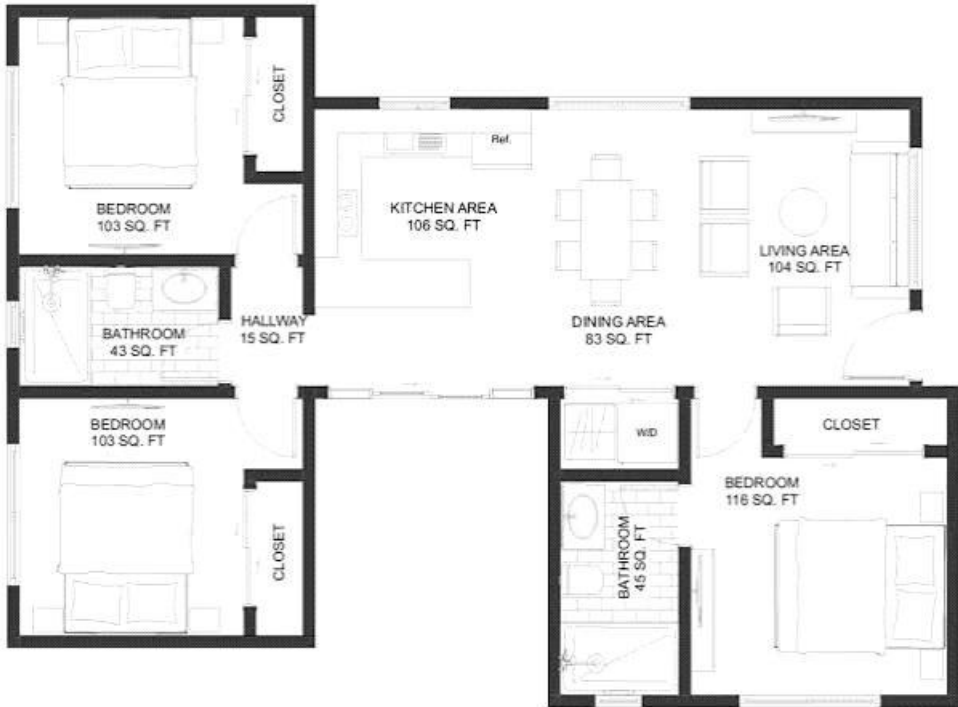 CLOSET
BEDROOM
103 SQ. FT
Ref.
KITCHEN AREA
106 SQ. FT
LIVING AREA
104 SQ. FT
BATHROOM
43 SQ. FT
HALLWAY
15 SQ. FT
DINING AREA
83 SQ. FT
BEDROOM
103 SQ. FT
W/D
CLOSET
BEDROOM
116 SQ. FT
CLOSET
BATHROOM
45 SQ. FT